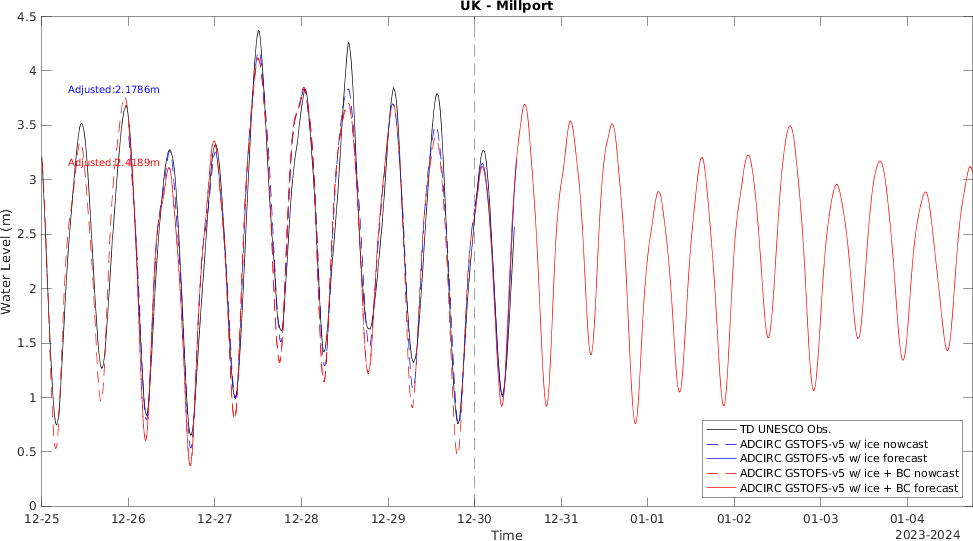 UK - Millport
4.5
4
3.5
3
2.5
2
1.5
1
0.5
0
Water Level (m)
Adjusted:2.1786m
Adjusted:2.4189m
TD UNESCO Obs.
ADCIRC GSTOFS-v5 w/ ice nowcast
ADCIRC GSTOFS-v5 w/ ice forecast
ADCIRC GSTOFS-v5 w/ ice + BC nowcast
ADCIRC GSTOFS-v5 w/ ice + BC forecast
12-25 12-26 12-27 12-28 12-29 12-30 12-31 01-01 01-02 01-03 01-04
Time
2023-2024